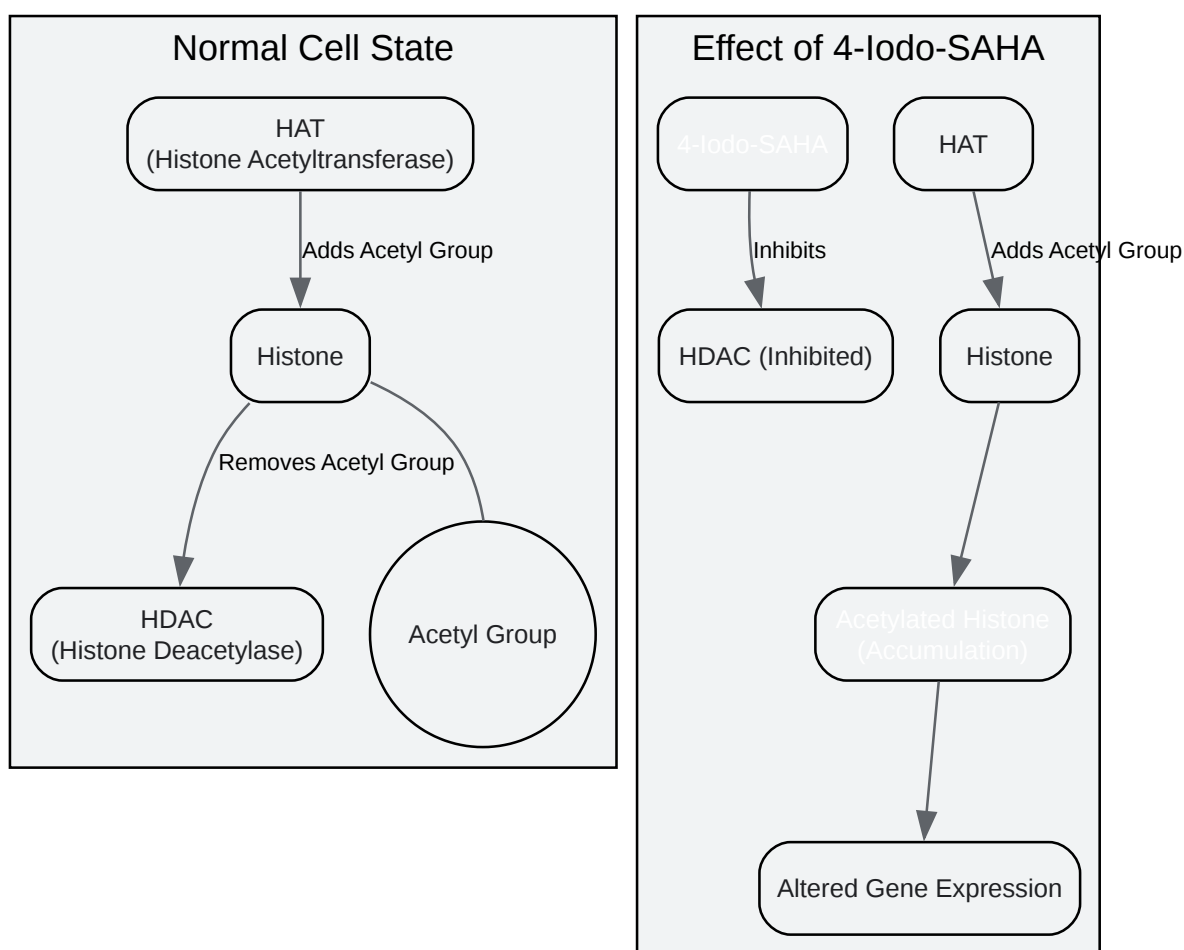 Normal Cell State
HAT
(Histone Acetyltransferase)
Adds Acetyl Group
Histone
Removes Acetyl Group
HDAC
(Histone Deacetylase)
Acetyl Group
Effect of 4-Iodo-SAHA
4-Iodo-SAHA
HAT
Inhibits
Adds Acetyl Group
HDAC (Inhibited)
Histone
Acetylated Histone
(Accumulation)
Altered Gene Expression